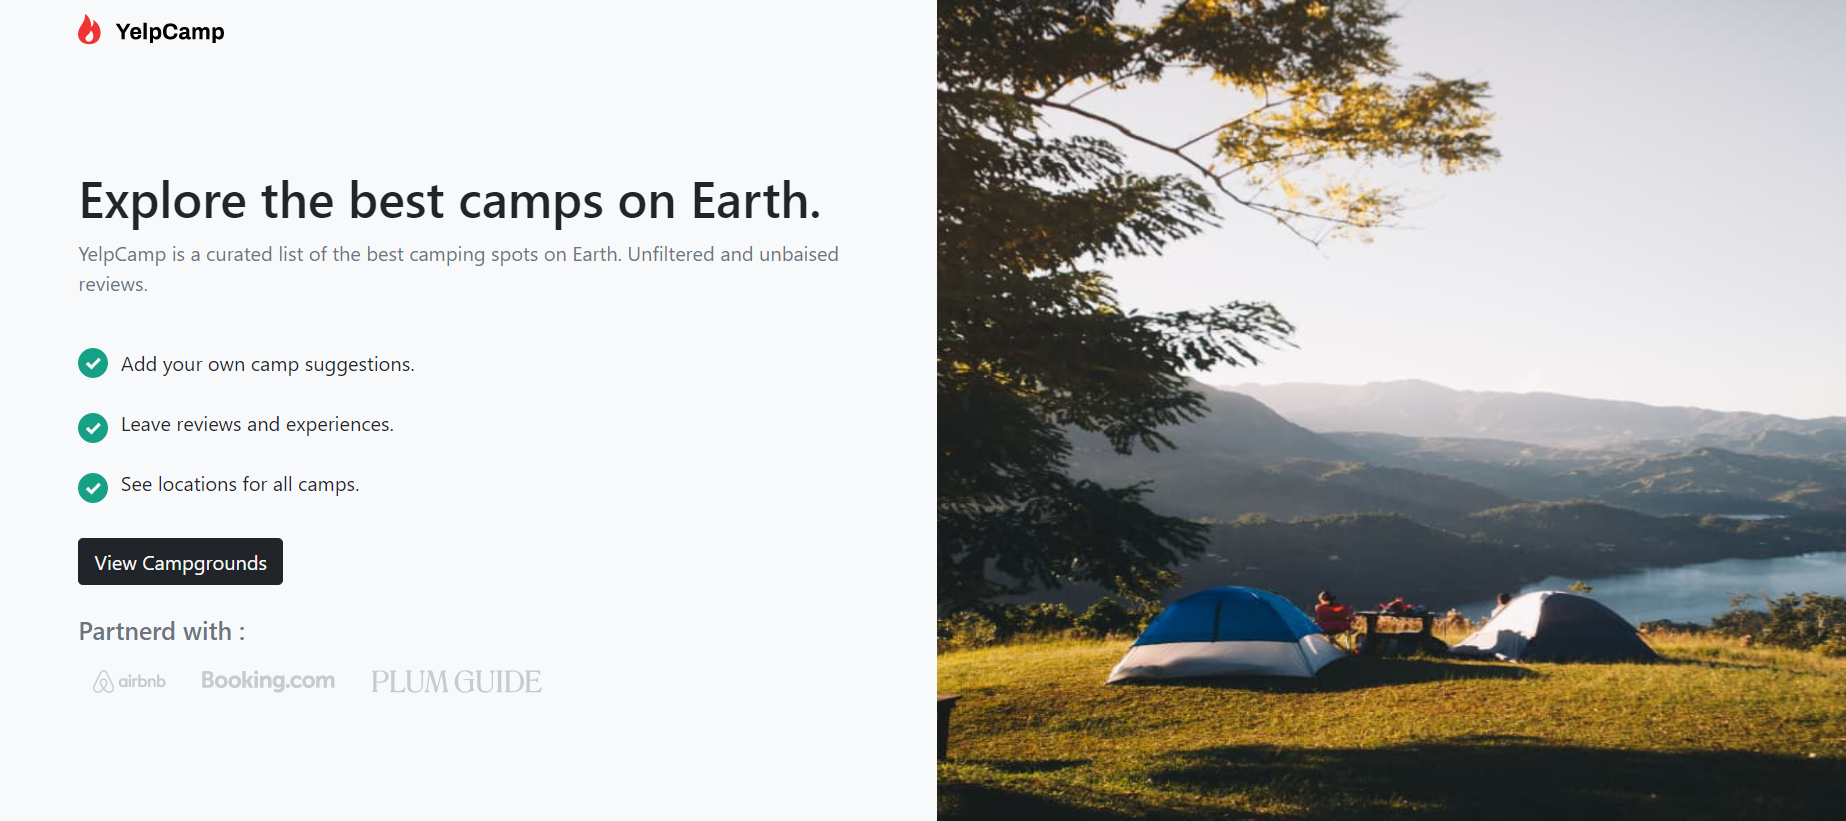 YelpCamp
Explore the best camps on Earth.
YelpCamp is a curated list of the best camping spots on Earth. Unfiltered and unbaised
reviews.
Add your own camp suggestions.
Leave reviews and experiences.
See locations for all camps.
View Campgrounds
Partnerd with :
airbnb Booking.com PLUM GUIDE